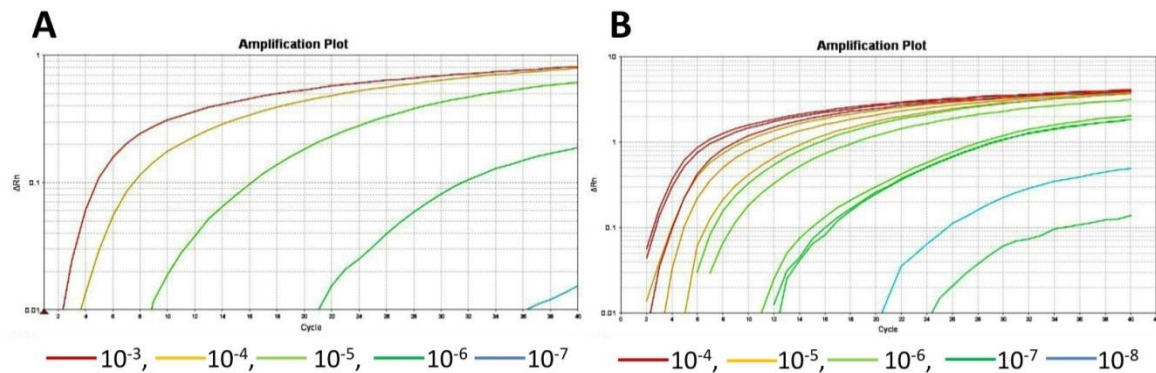 A
B
Amplification Plot
Amplification Plot
1
0.1
0.01
ΔRn
2 4 6 8 10 12 14 16 18 20 22 24 26 28 30 32 34 36 38 40
Cycle
10
1
0.1
0.01
ΔRn
0 2 4 6 8 10 12 14 16 18 20 22 24 26 28 30 32 34 36 38 40
Cycle
10⁻³, 10⁻⁴, 10⁻⁵, 10⁻⁶, 10⁻⁷
10⁻⁴, 10⁻⁵, 10⁻⁶, 10⁻⁷, 10⁻⁸